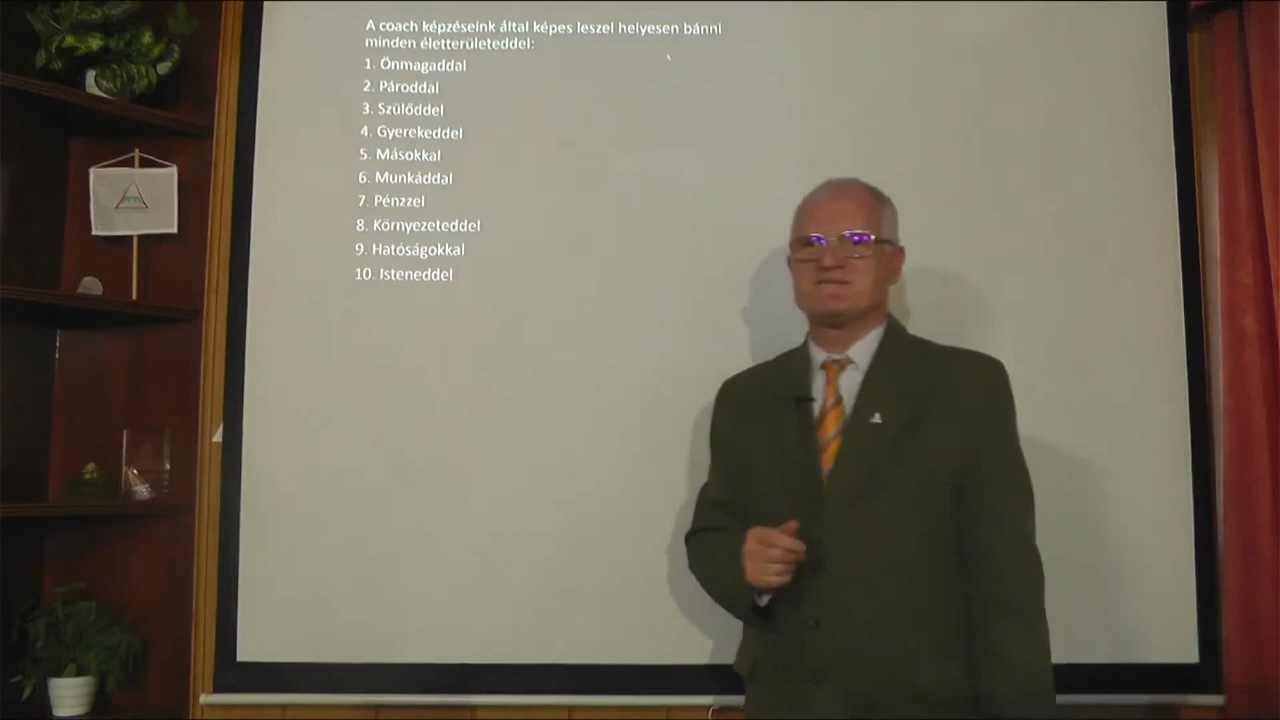 A coach képzéseink által képes leszel helyesen bánni
minden életterületeddel:
1. Önmagaddal
2. Pároddal
3. Szülőddel
4. Gyerekeddel
5. Másokkal
6. Munkáddal
7. Pénzzel
8. Környezeteddel
9. Hatóságokkal
10. Isteneddel